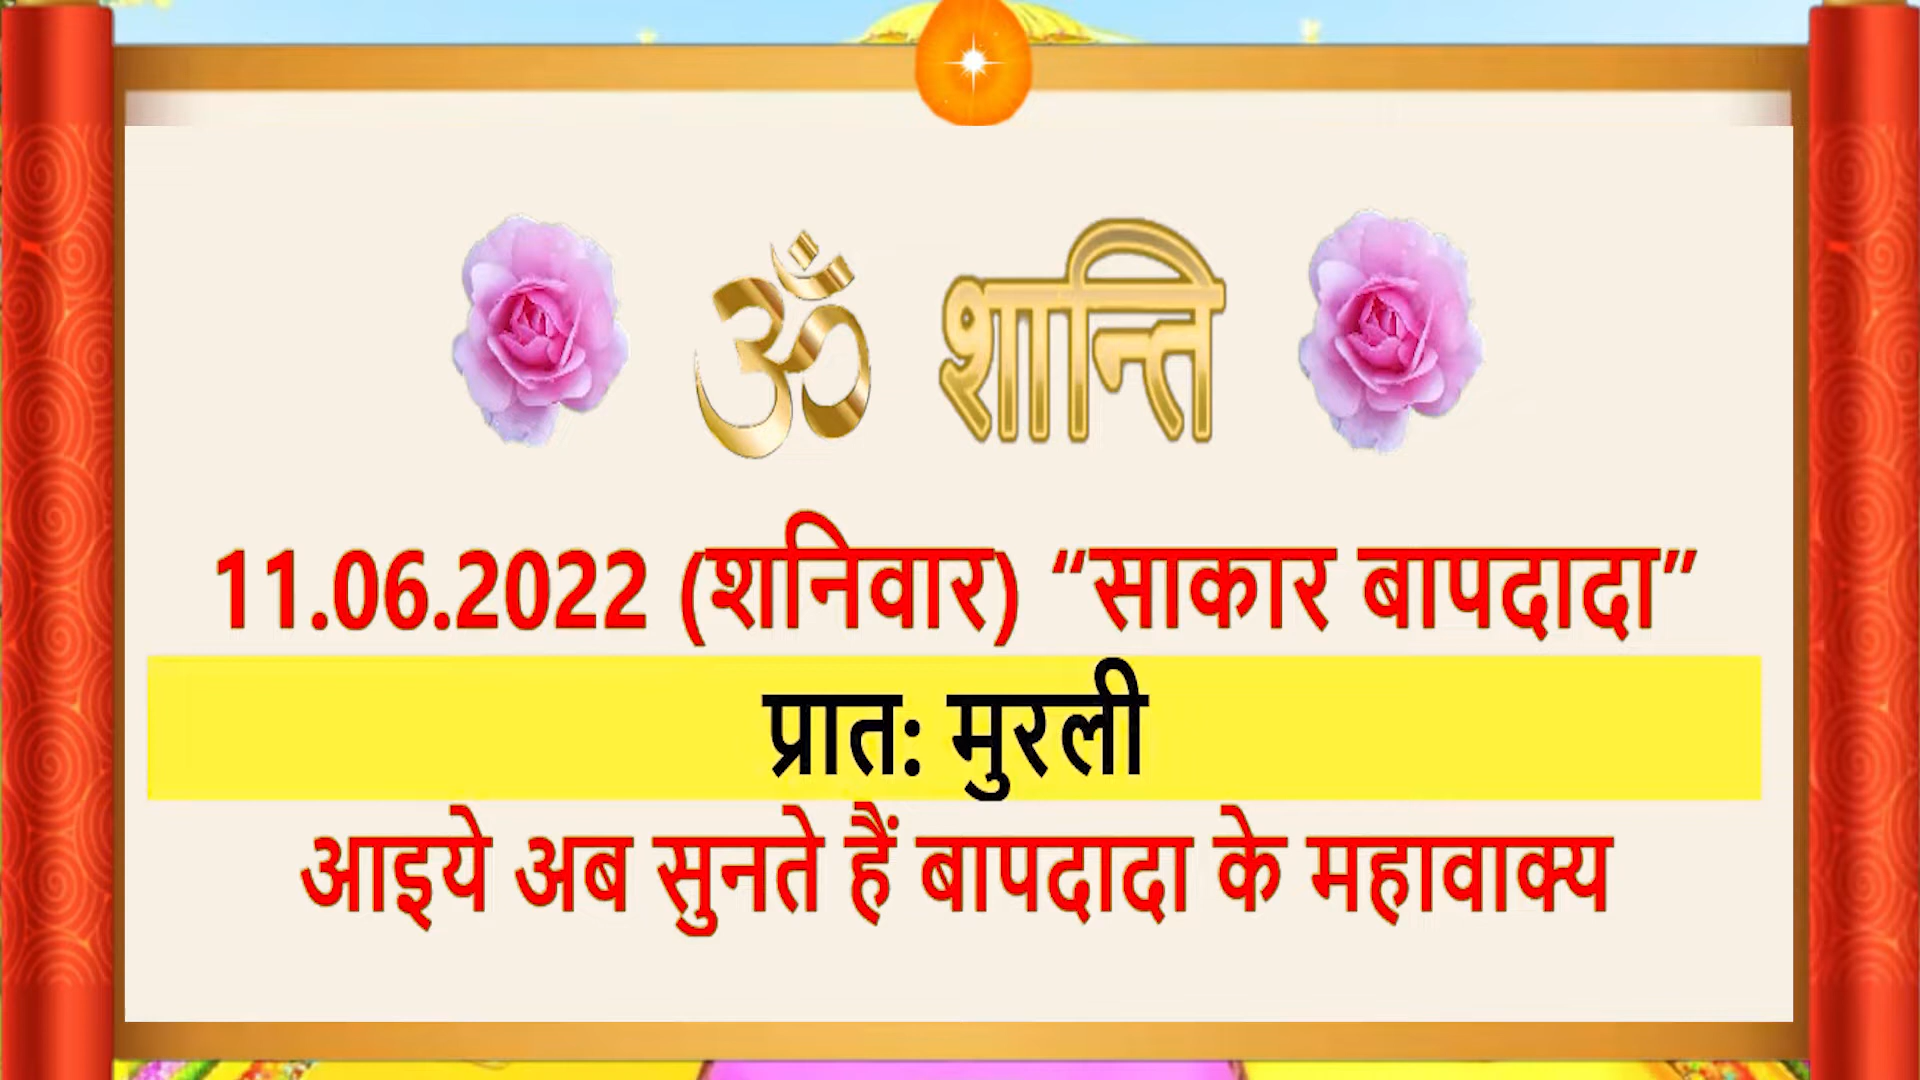 ॐ शान्ति
11.06.2022 (शनिवार) “साकार बापदादा”
प्रात: मुरली
आइये अब सुनते हैं बापदादा के महावाक्य